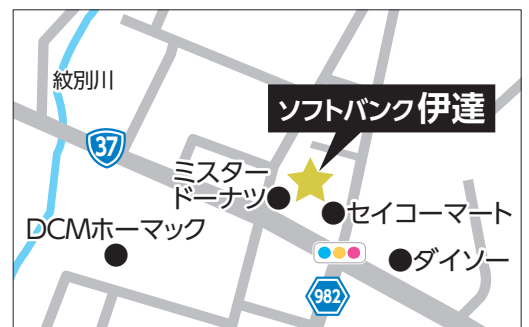 紋別川
ソフトバンク伊達
37
ミスター
ドーナツ
セイコーマート
DCMホーマック
ダイソー
982